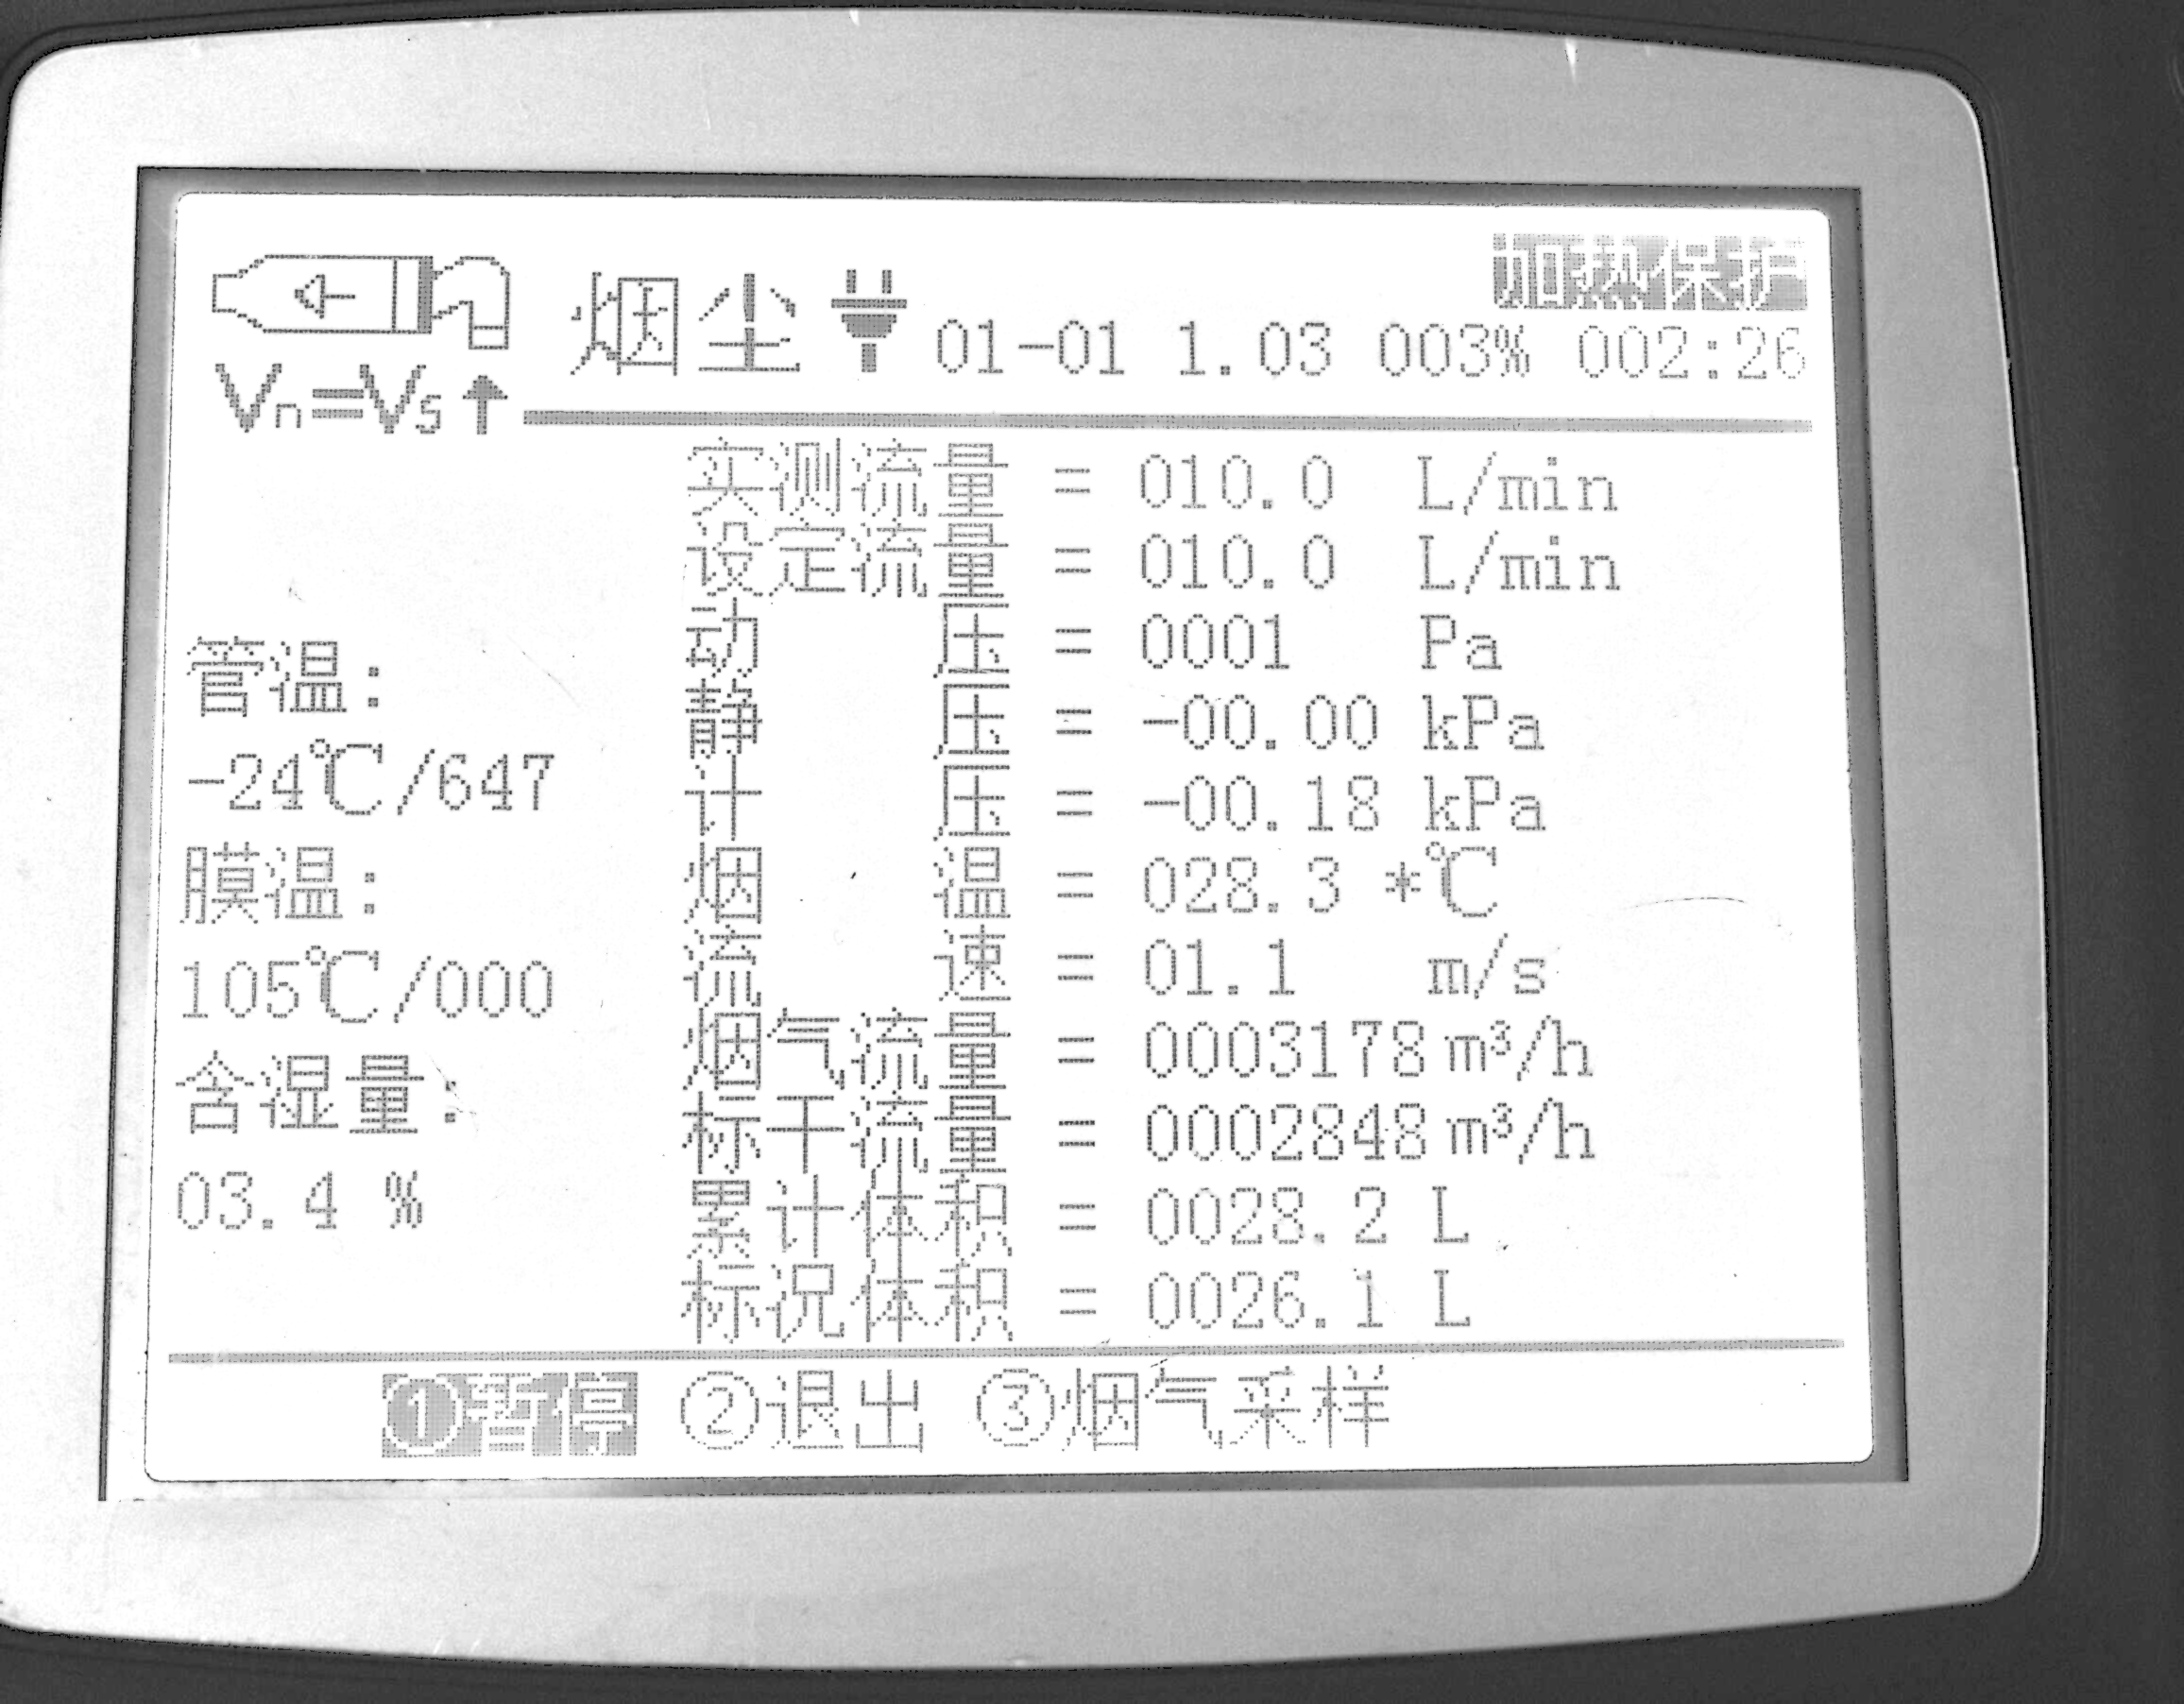 加热保护
烟尘 01-01 1.03 003% 002:26
Vn=Vs↑
实测流量 = 010.0 L/min
设定流量 = 010.0 L/min
动压 = 0001 Pa
静压 = -00.00 kPa
计压 = -00.18 kPa
烟温 = 028.3 *℃
流速 = 01.1 m/s
烟气流量 = 0003178 m³/h
标干流量 = 0002848 m³/h
累计体积 = 0028.2 L
标况体积 = 0026.1 L
管温:
-24℃/647
膜温:
105℃/000
含湿量:
03.4 %
①暂停 ②退出 ③烟气采样